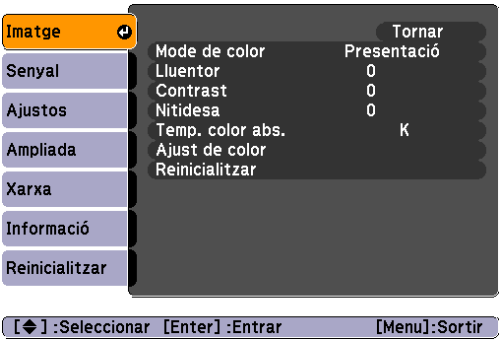 Imatge
Senyal
Ajustos
Ampliada
Xarxa
Informació
Reinicialitzar
Tornar
Mode de color Presentació
Lluentor 0
Contrast 0
Nitidesa 0
Temp. color abs. K
Ajust de color
Reinicialitzar
[◆] :Seleccionar [Enter] :Entrar [Menu]:Sortir